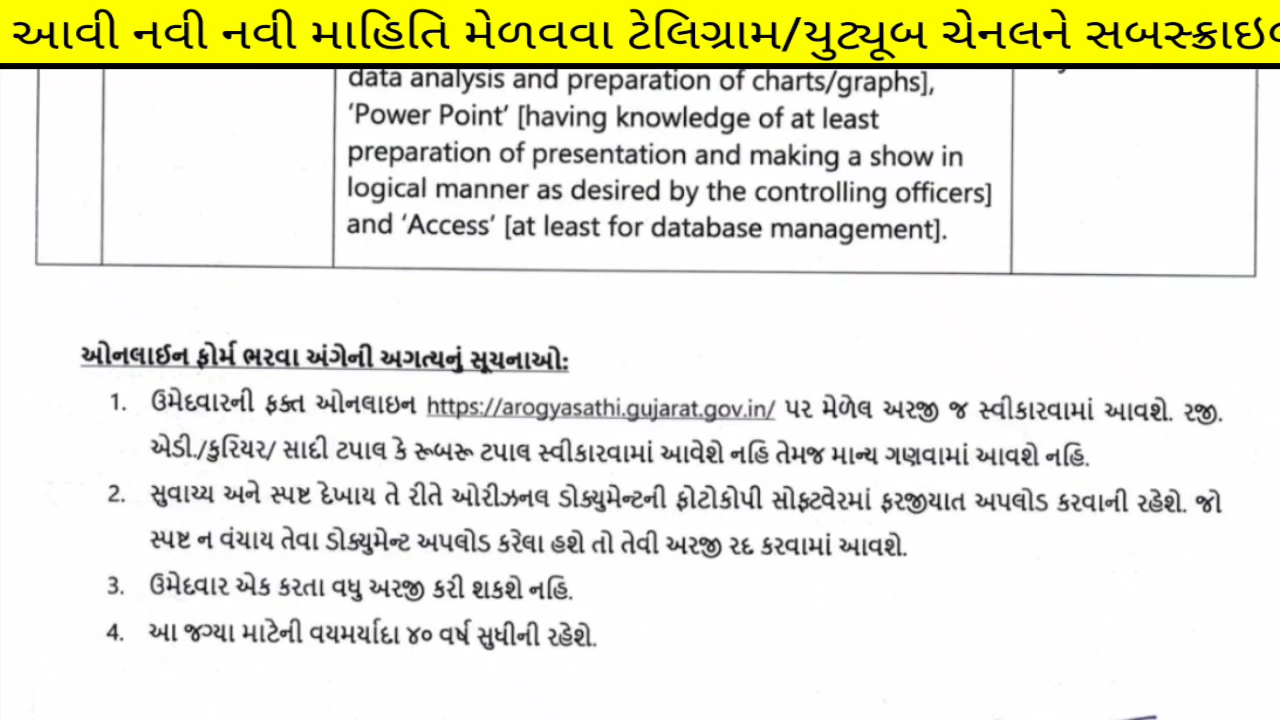 આવી નવી નવી માહિતિ મેળવવા ટેલિગ્રામ/યુટ્યૂબ ચેનલને
data analysis and preparation of charts/graphs],
‘Power Point’ [having knowledge of at least
preparation of presentation and making a show in
logical manner as desired by the controlling officers]
and ‘Access’ [at least for database management].
ઓનલાઈન ફોર્મ ભરવા અંગેની અગત્યનું સૂચનાઓ:
1. ઉમેદવારની ફક્ત ઓનલાઇન https://arogyasathi.gujarat.gov.in/ પર મેળેલ અરજી જ સ્વીકારવામાં આવશે. રજી.
એડી./કુરિયર/ સાદી ટપાલ કે રૂબરૂ ટપાલ સ્વીકારવામાં આવેશે નહિ તેમજ માન્ય ગણવામાં આવશે નહિ.
2. સુવાચ્ય અને સ્પષ્ટ દેખાય તે રીતે ઓરીઝનલ ડોક્યુમેન્ટની ફોટોકોપી સોફ્ટવેરમાં ફરજીયાત અપલોડ કરવાની રહેશે. જો
સ્પષ્ટ ન વંચાય તેવા ડોક્યુમેન્ટ અપલોડ કરેલા હશે તો તેવી અરજી રદ કરવામાં આવશે.
3. ઉમેદવાર એક કરતા વધુ અરજી કરી શકશે નહિ.
4. આ જગ્યા માટેની વયમર્યાદા ૪૦ વર્ષ સુધીની રહેશે.